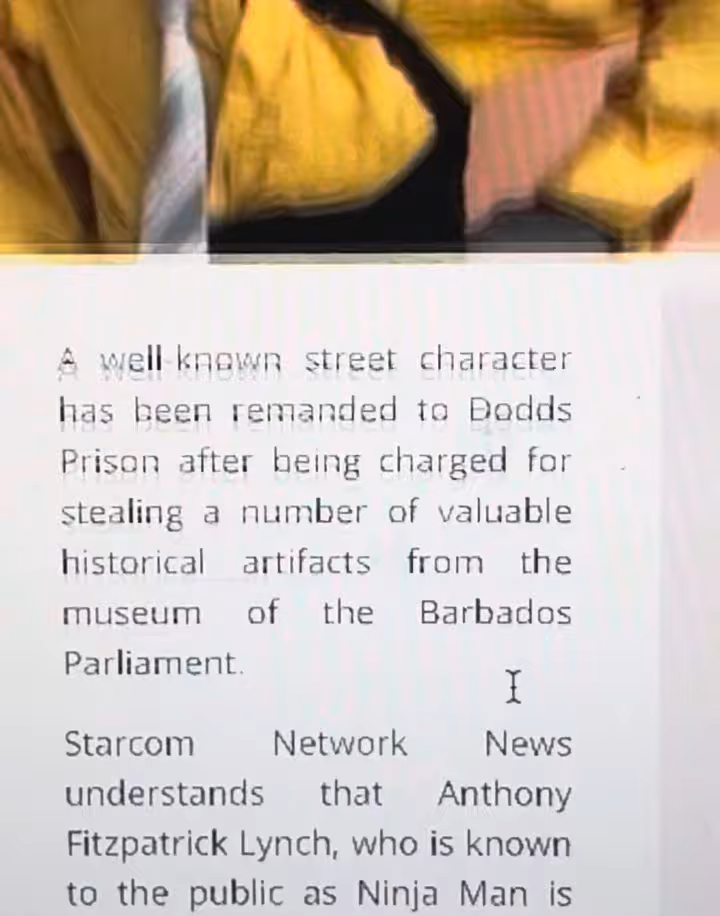 A well-known street character
has been remanded to Dodds
Prison after being charged for
stealing a number of valuable
historical artifacts from the
museum of the Barbados
Parliament.
Starcom Network News
understands that Anthony
Fitzpatrick Lynch, who is known
to the public as Ninja Man is